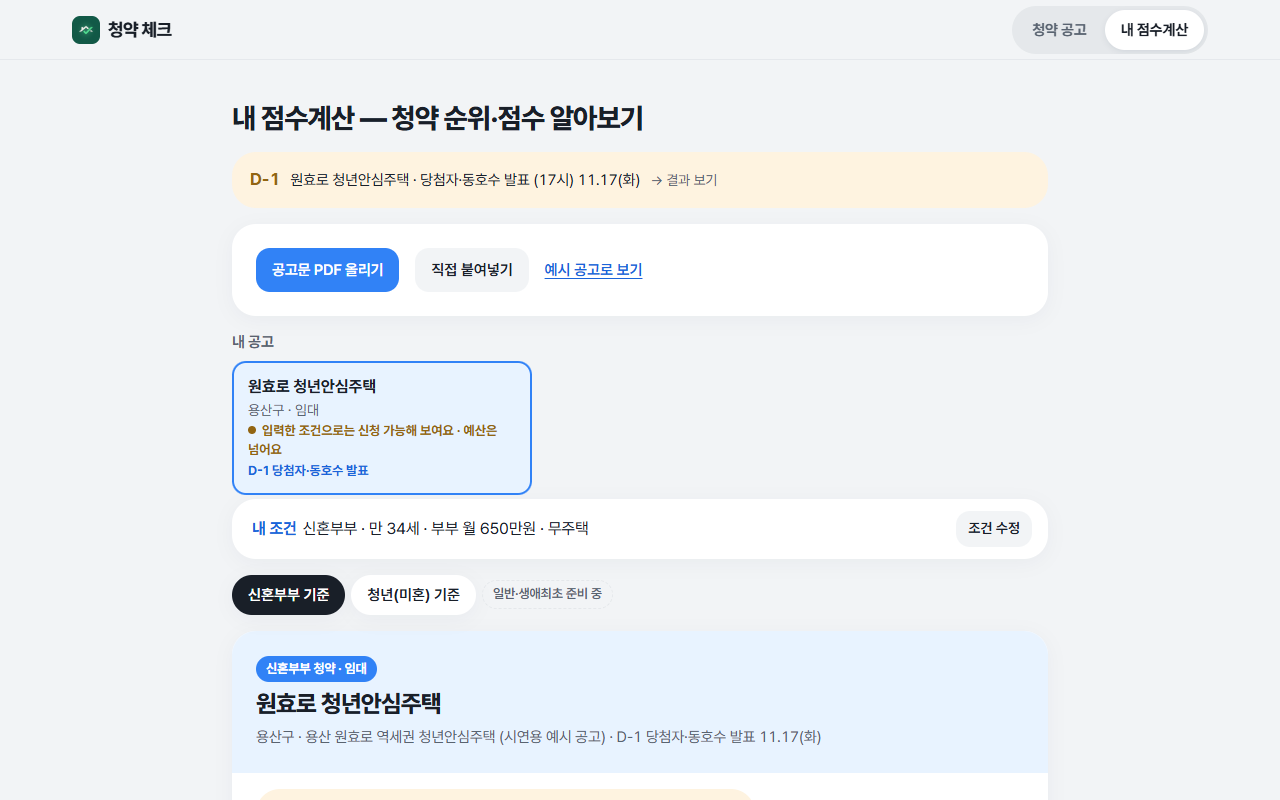 청약 체크
청약 공고
내 점수계산
내 점수계산 — 청약 순위·점수 알아보기
D-1 원효로 청년안심주택 · 당첨자·동호수 발표 (17시) 11.17(화) → 결과 보기
공고문 PDF 올리기
직접 붙여넣기
예시 공고로 보기
내 공고
원효로 청년안심주택
용산구 · 임대
● 입력한 조건으로는 신청 가능해 보여요 · 예산은
넘어요
D-1 당첨자·동호수 발표
내 조건 신혼부부 · 만 34세 · 부부 월 650만원 · 무주택
조건 수정
신혼부부 기준
청년(미혼) 기준
일반·생애최초 준비 중
신혼부부 청약 · 임대
원효로 청년안심주택
용산구 · 용산 원효로 역세권 청년안심주택 (시연용 예시 공고) · D-1 당첨자·동호수 발표 11.17(화)